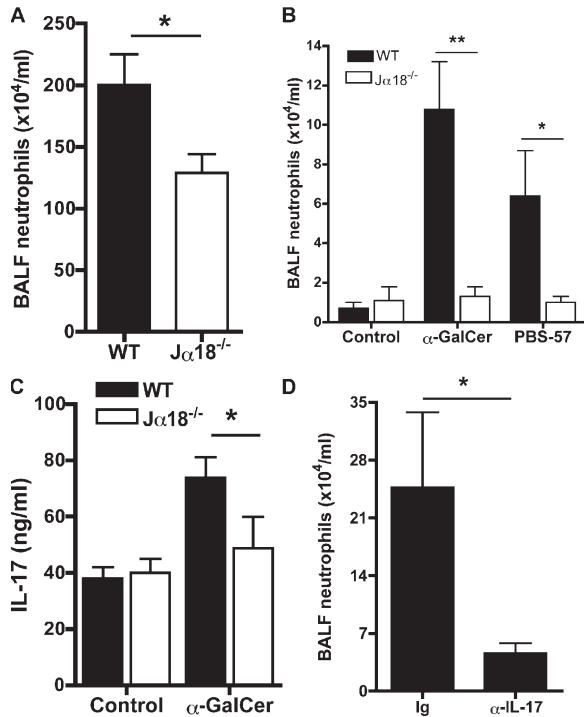 A
*
BALF neutrophils (x10⁴/ml)
250
200
150
100
50
0
WT
Jα18⁻/⁻
B
WT
Jα18⁻/⁻
**
*
BALF neutrophils (x10⁴/ml)
14
12
10
8
6
4
2
0
Control
α-GalCer
PBS-57
C
WT
Jα18⁻/⁻
*
IL-17 (ng/ml)
100
80
60
40
20
0
Control
α-GalCer
D
*
BALF neutrophils (x10⁴/ml)
35
28
21
14
7
0
Ig
α-IL-17